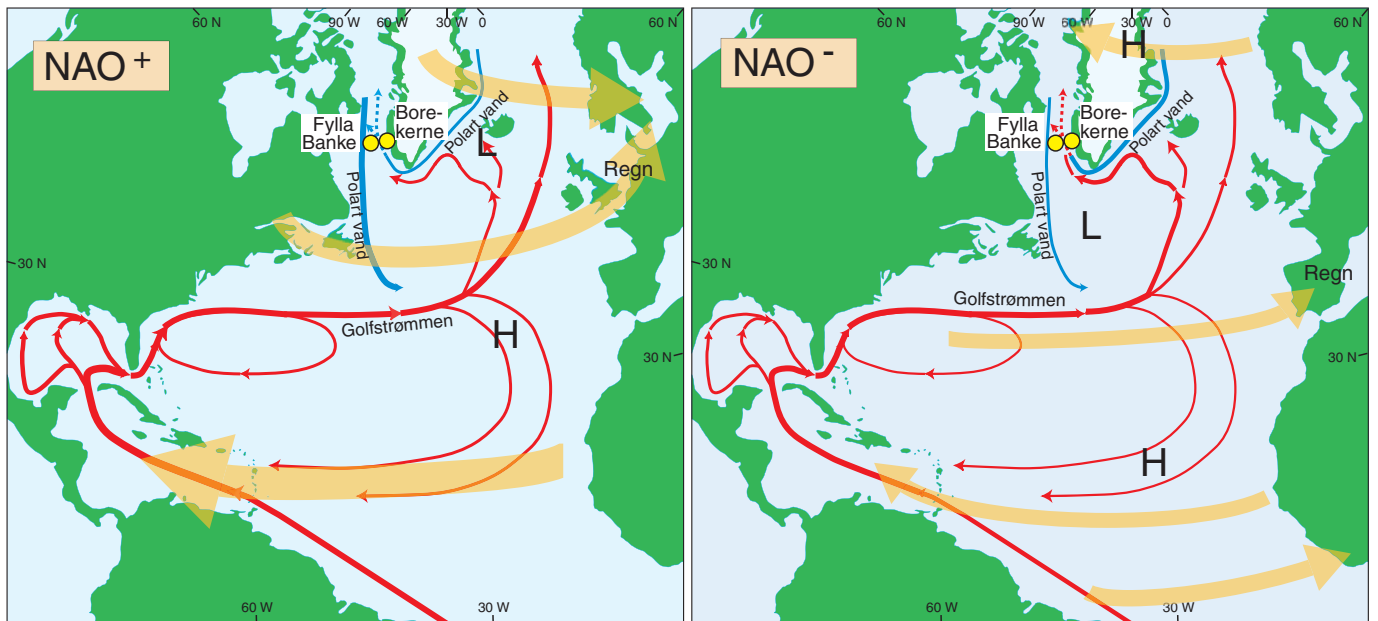 60 N
90 W
60 W
30 W
0
60 N
NAO +
Fylla
Banke
Bore-
kerne
Polart vand
L
Regn
Polart vand
30 N
Golfstrømmen
H
30 N
60 W
30 W
60 N
90 W
60 W
30 W
0
60 N
NAO -
H
Fylla
Banke
Bore-
kerne
Polart vand
Polart vand
L
30 N
Regn
Golfstrømmen
30 N
H
60 W
30 W